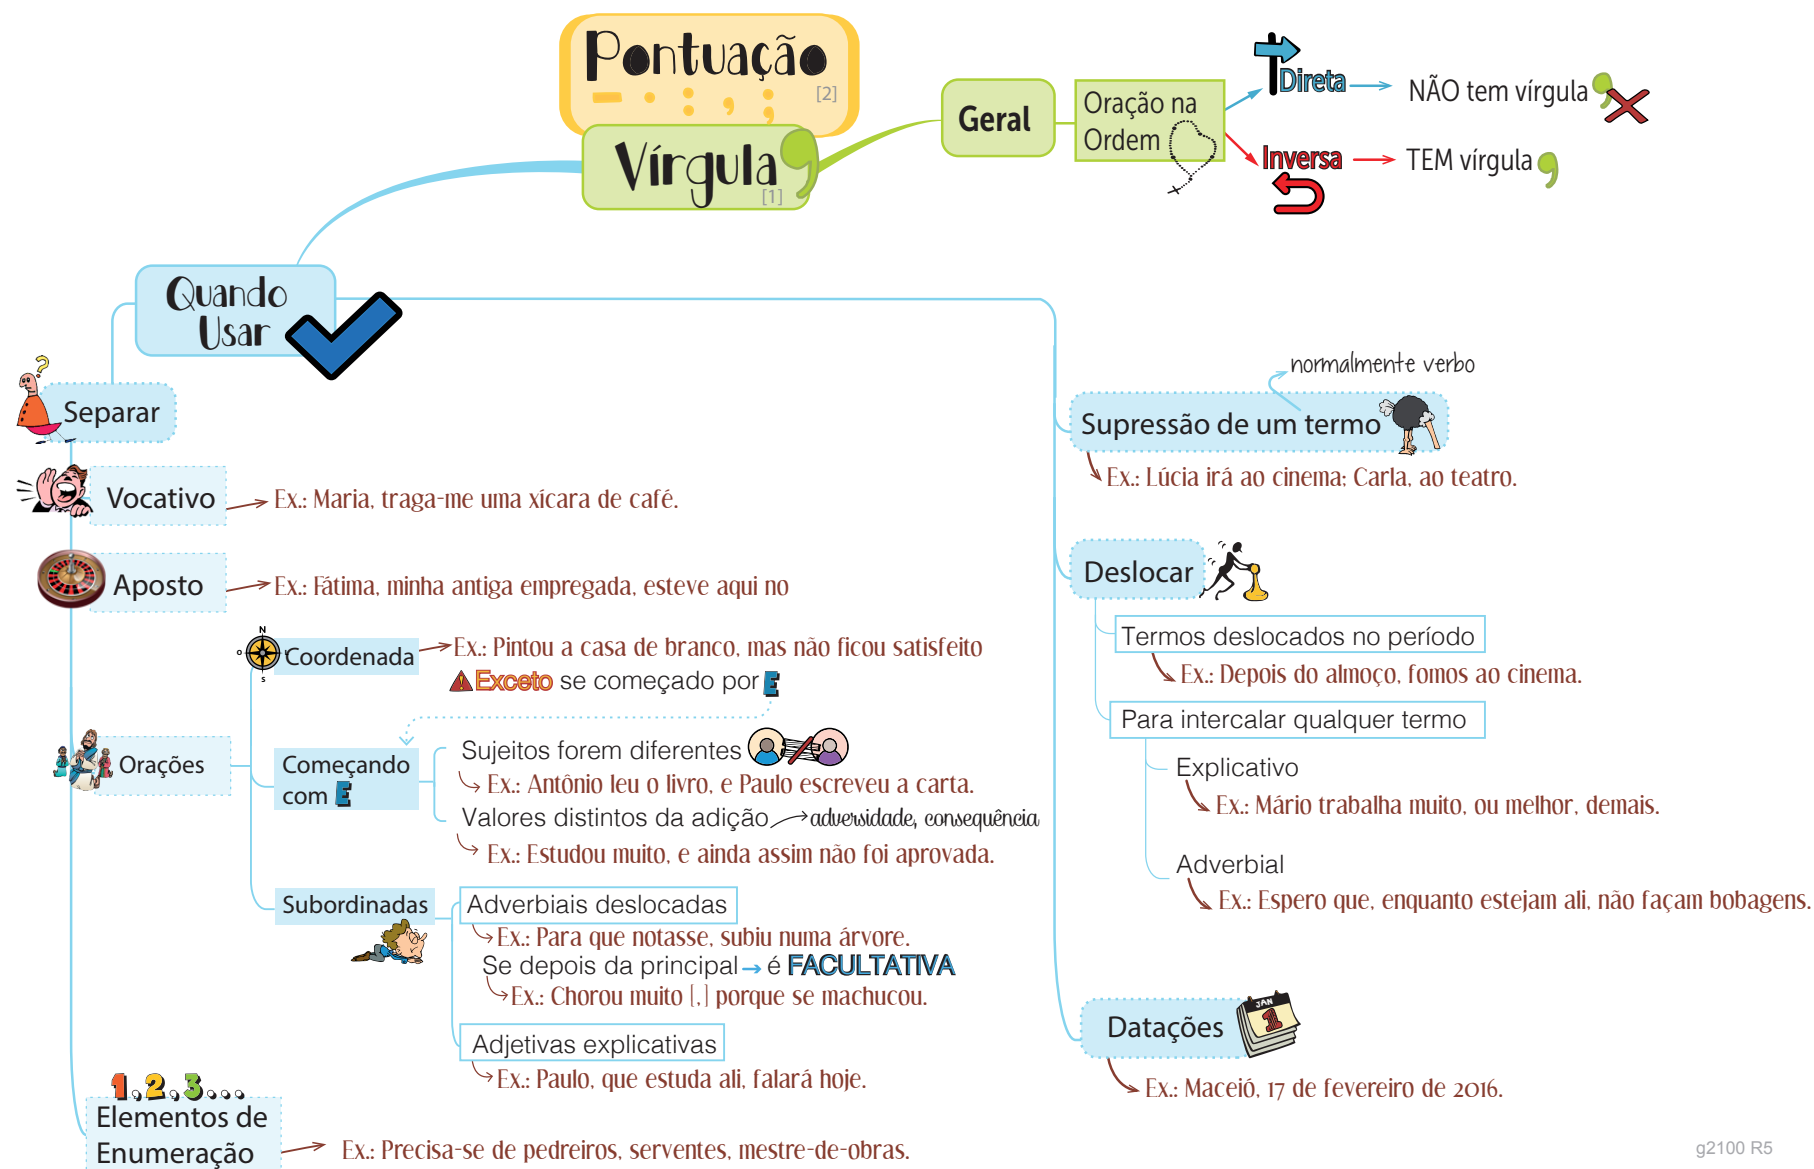 Pontuação
[2]
Vírgula
[1]
Geral
Oração na
Ordem
Direta
NÃO tem vírgula
Inversa
TEM vírgula
Quando
Usar
Separar
Vocativo
Ex.: Maria, traga-me uma xícara de café.
Aposto
Ex.: Fátima, minha antiga empregada, esteve aqui no
Orações
N
O
L
S
Coordenada
Ex.: Pintou a casa de branco, mas não ficou satisfeito
Exceto se começado por E
Começando
com E
Sujeitos forem diferentes
Ex.: Antônio leu o livro, e Paulo escreveu a carta.
Valores distintos da adição
adversidade, consequência
Ex.: Estudou muito, e ainda assim não foi aprovada.
Subordinadas
Adverbiais deslocadas
Ex.: Para que notasse, subiu numa árvore.
Se depois da principal → é FACULTATIVA
Ex.: Chorou muito [,] porque se machucou.
Adjetivas explicativas
Ex.: Paulo, que estuda ali, falará hoje.
1,2,3...
Elementos de
Enumeração
Ex.: Precisa-se de pedreiros, serventes, mestre-de-obras.
normalmente verbo
Supressão de um termo
Ex.: Lúcia irá ao cinema; Carla, ao teatro.
Deslocar
Termos deslocados no período
Ex.: Depois do almoço, fomos ao cinema.
Para intercalar qualquer termo
Explicativo
Ex.: Mário trabalha muito, ou melhor, demais.
Adverbial
Ex.: Espero que, enquanto estejam ali, não façam bobagens.
Datações
JAN
1
Ex.: Maceió, 17 de fevereiro de 2016.
g2100 R5